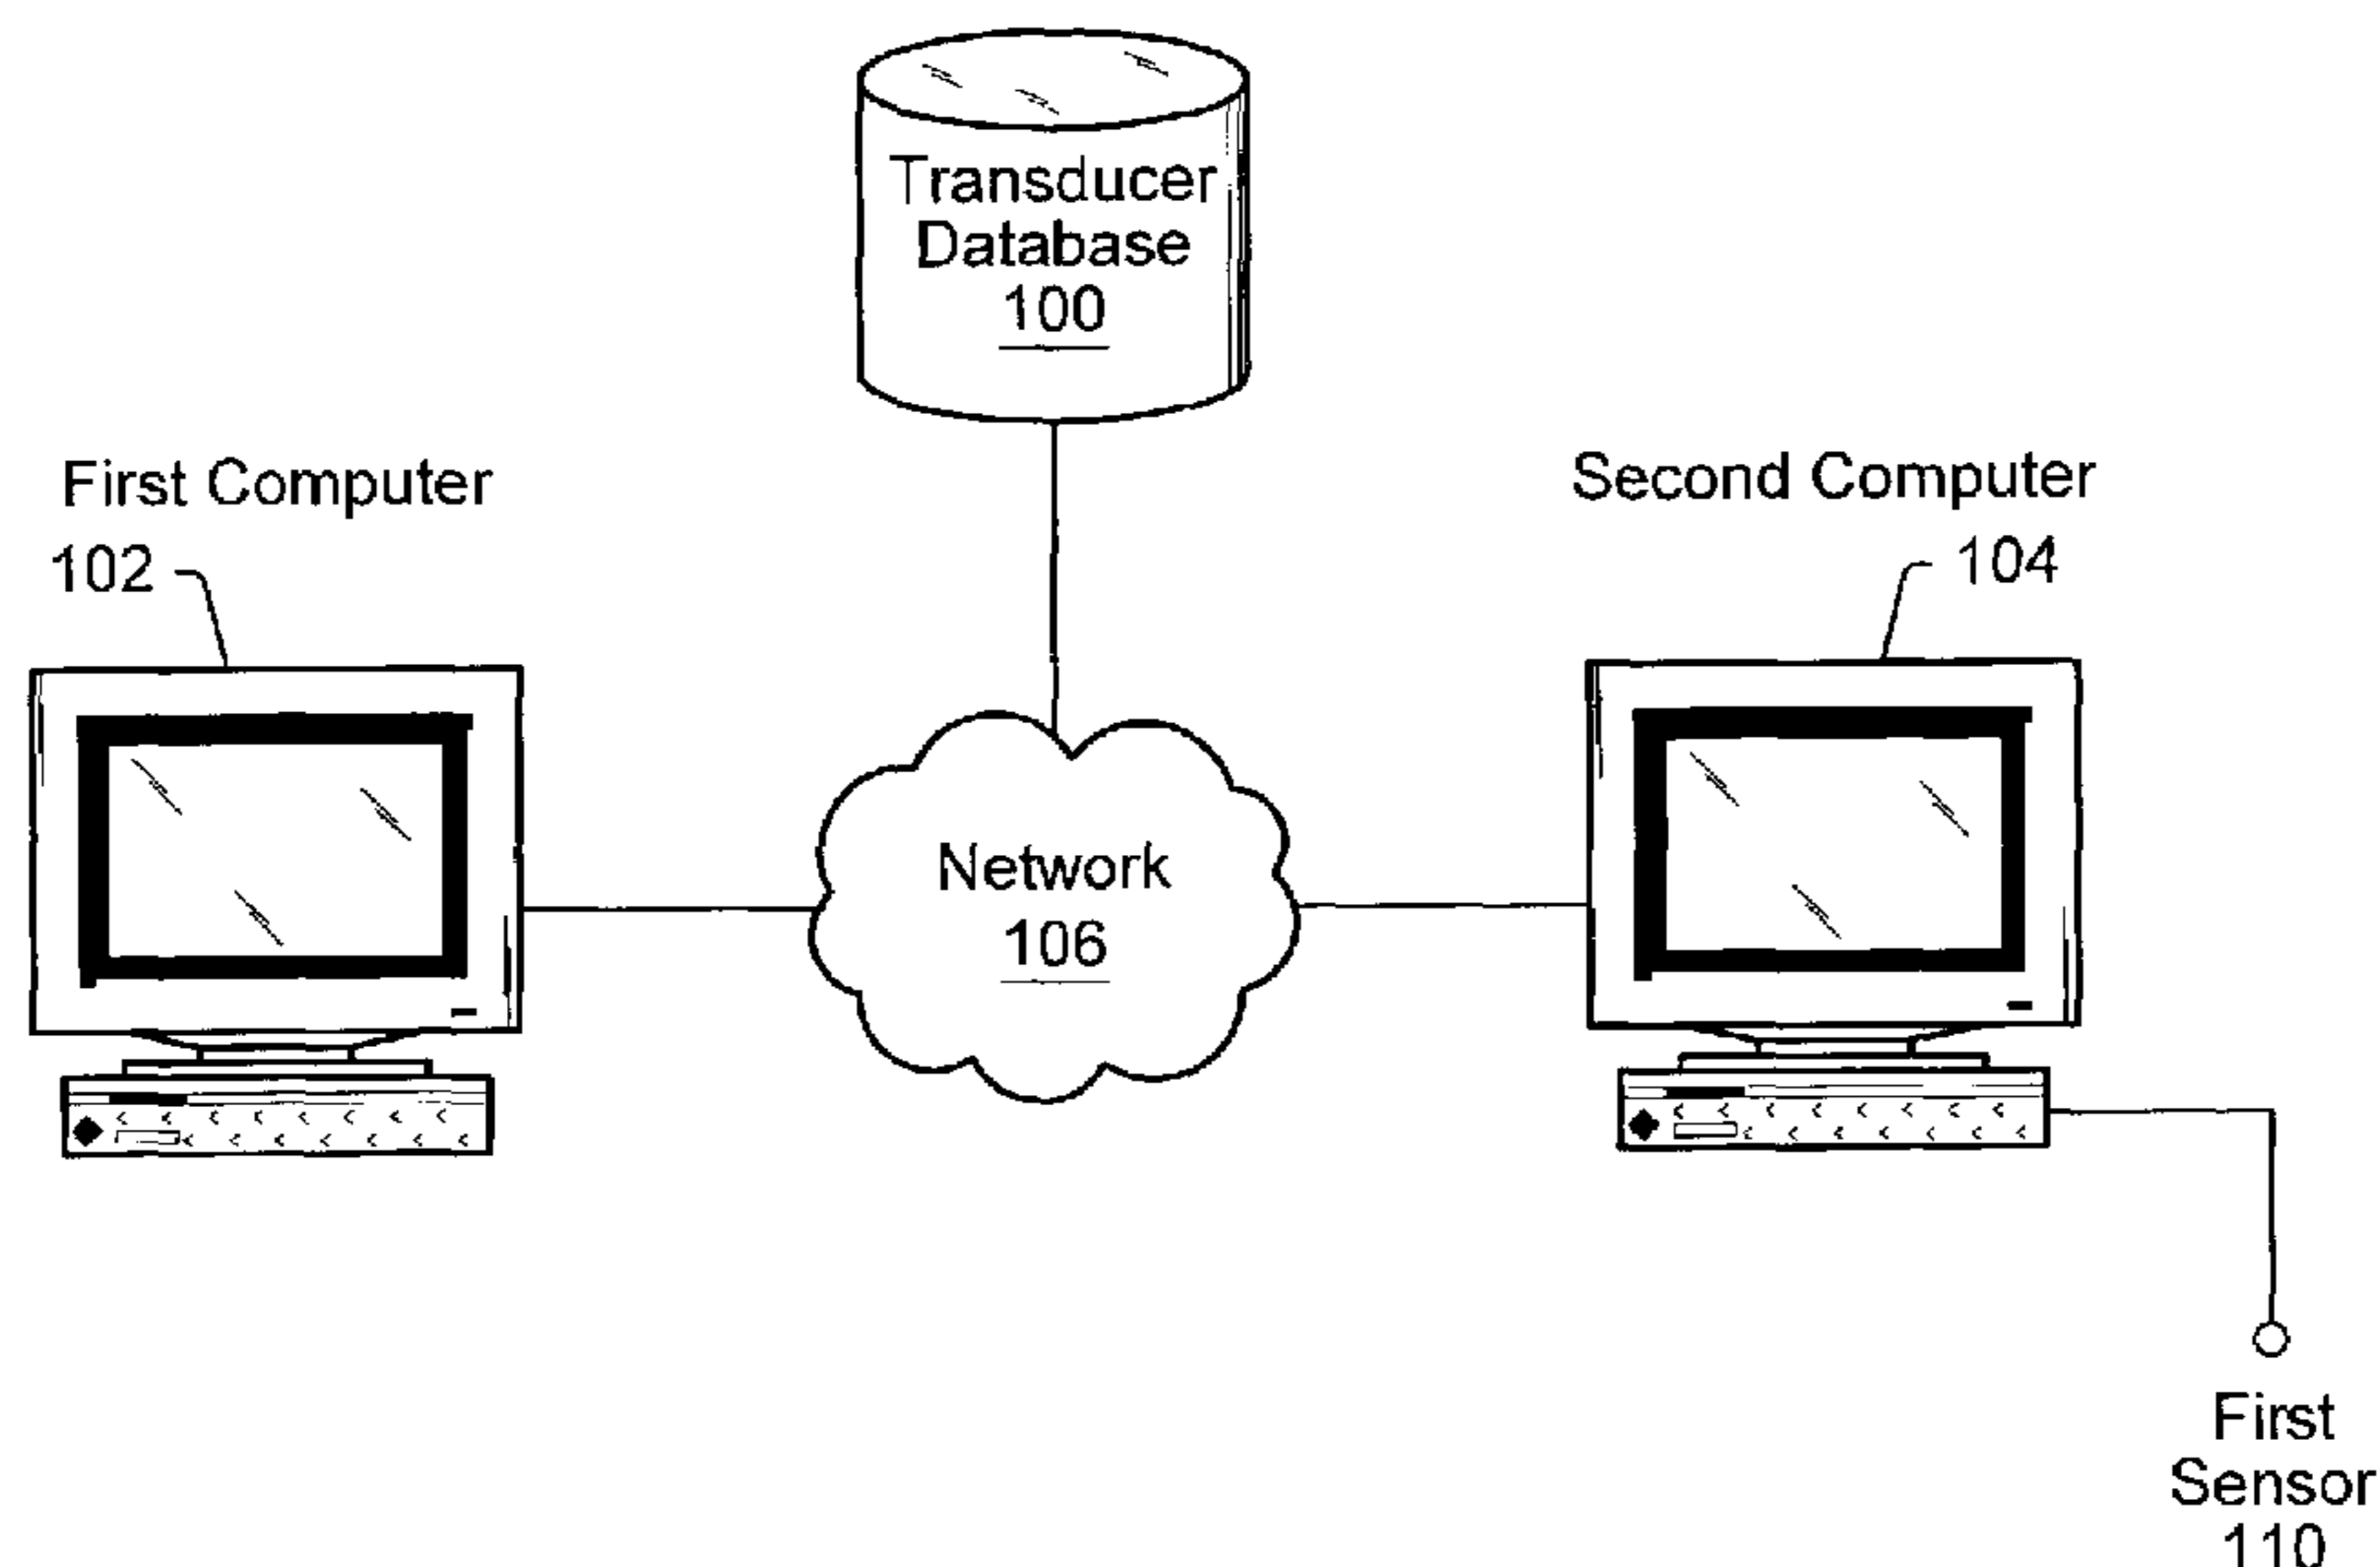 Transducer
Database
100
First Computer
102
Second Computer
104
Network
106
First
Sensor
110